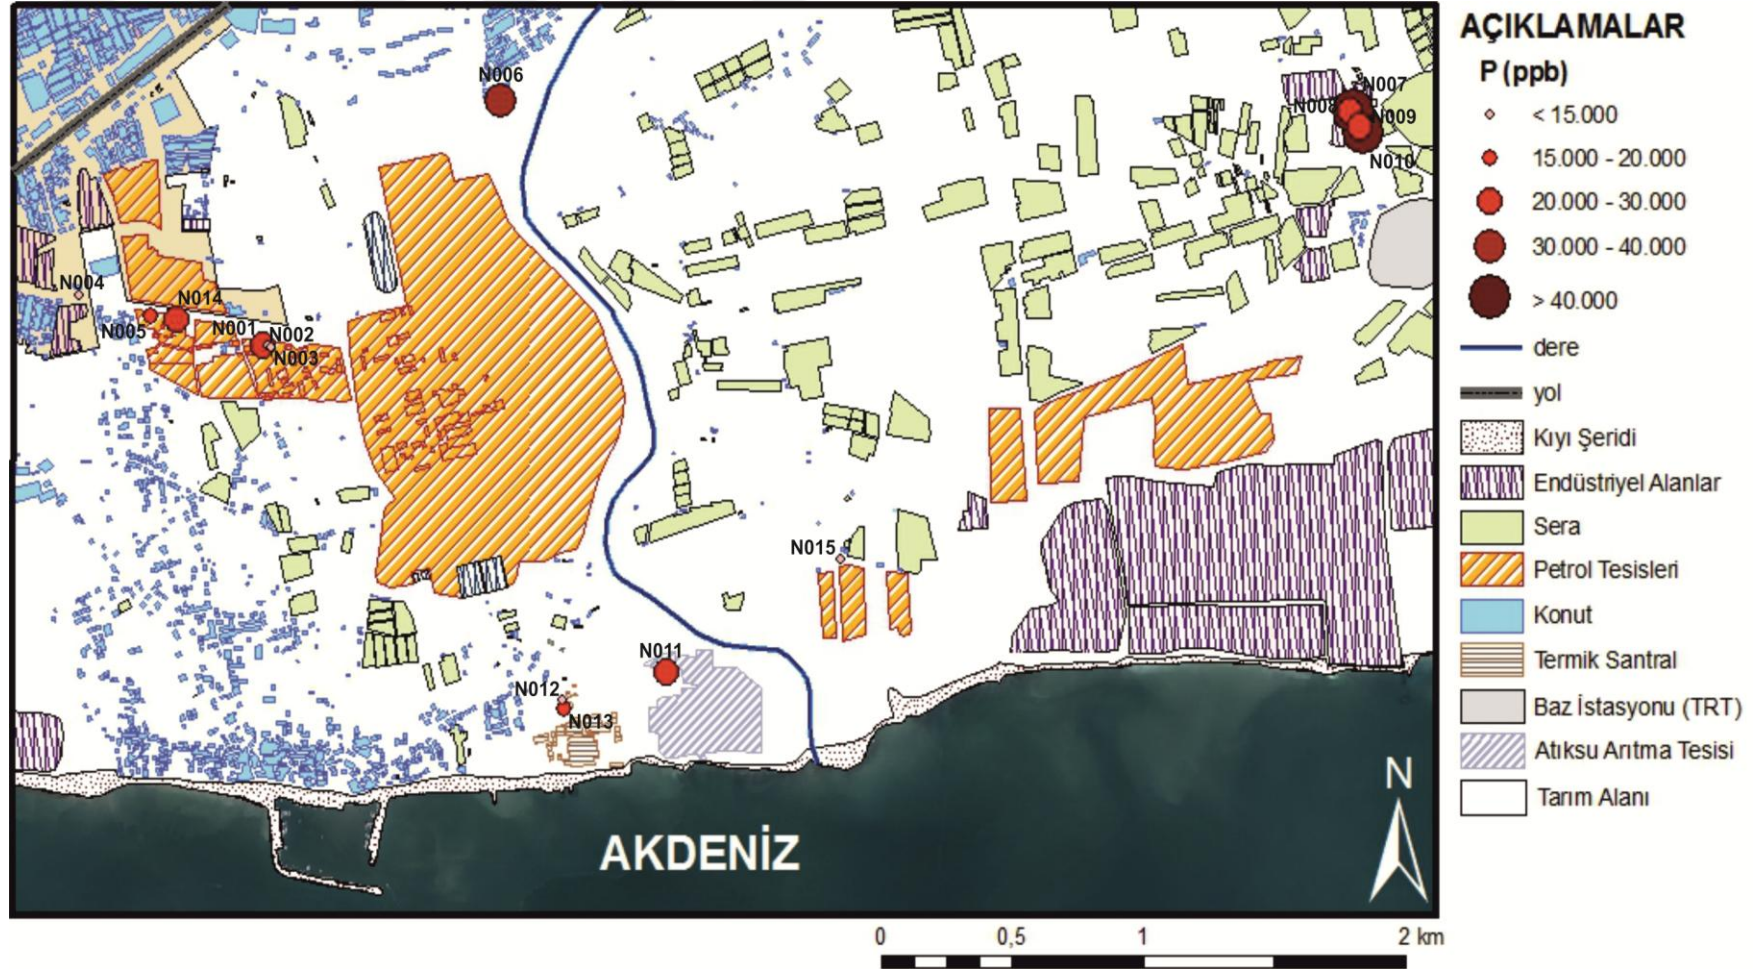 N006
N007
N008
N009
N010
N004
N014
N005
N001
N002
N003
N015
N011
N012
N013
AKDENİZ
N
0 0,5 1 2 km
AÇIKLAMALAR
P (ppb)
< 15.000
15.000 - 20.000
20.000 - 30.000
30.000 - 40.000
> 40.000
dere
yol
Kıyı Şeridi
Endüstriyel Alanlar
Sera
Petrol Tesisleri
Konut
Termik Santral
Baz İstasyonu (TRT)
Atıksu Arıtma Tesisi
Tarım Alanı